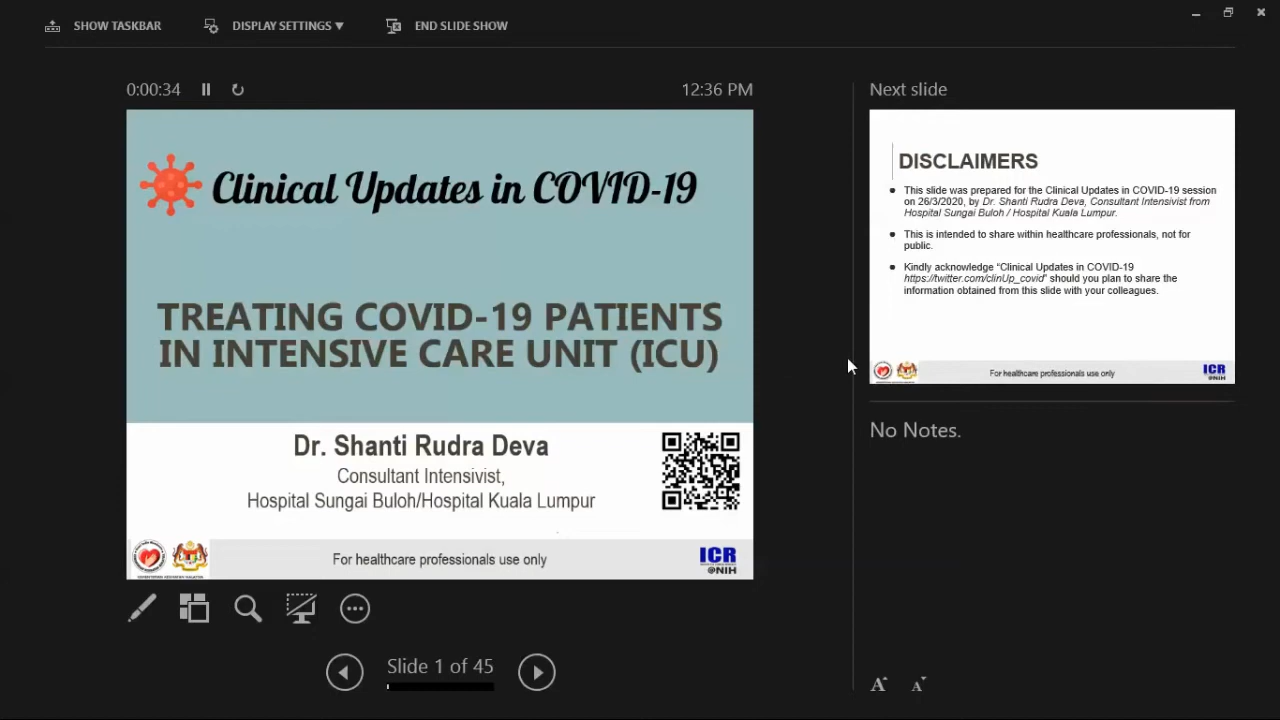 SHOW TASKBAR
DISPLAY SETTINGS ▼
END SLIDE SHOW
0:00:34
12:36 PM
Clinical Updates in COVID-19
TREATING COVID-19 PATIENTS
IN INTENSIVE CARE UNIT (ICU)
Dr. Shanti Rudra Deva
Consultant Intensivist,
Hospital Sungai Buloh/Hospital Kuala Lumpur
For healthcare professionals use only
ICR
@NIH
Slide 1 of 45
Next slide
DISCLAIMERS
• This slide was prepared for the Clinical Updates in COVID-19 session
on 26/3/2020, by Dr. Shanti Rudra Deva, Consultant Intensivist from
Hospital Sungai Buloh / Hospital Kuala Lumpur.
• This is intended to share within healthcare professionals, not for
public.
• Kindly acknowledge “Clinical Updates in COVID-19
https://twitter.com/clinUp_covid” should you plan to share the
information obtained from this slide with your colleagues.
For healthcare professionals use only
ICR
@NIH
No Notes.
A A